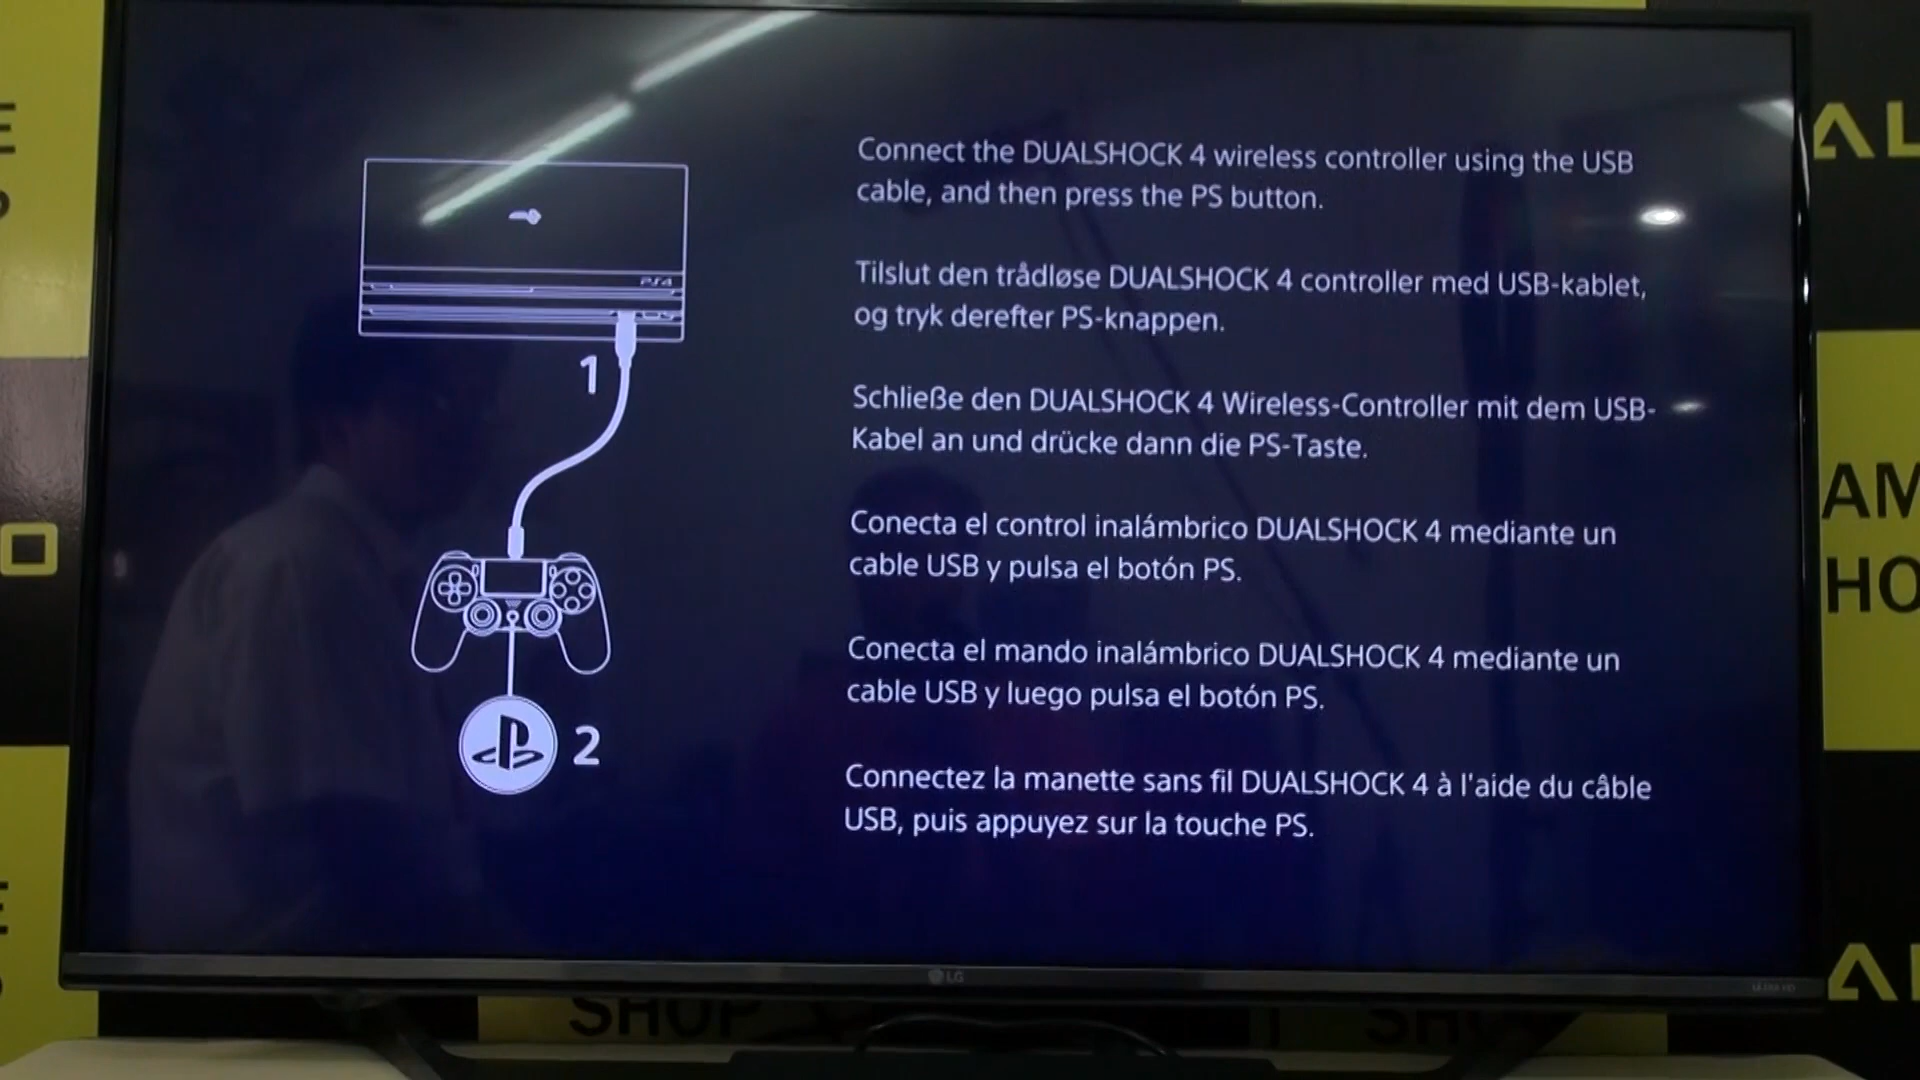 Connect the DUALSHOCK 4 wireless controller using the USB
cable, and then press the PS button.
Tilslut den trådløse DUALSHOCK 4 controller med USB-kablet,
og tryk derefter PS-knappen.
Schließe den DUALSHOCK 4 Wireless-Controller mit dem USB-
Kabel an und drücke dann die PS-Taste.
Conecta el control inalámbrico DUALSHOCK 4 mediante un
cable USB y pulsa el botón PS.
Conecta el mando inalámbrico DUALSHOCK 4 mediante un
cable USB y luego pulsa el botón PS.
Connectez la manette sans fil DUALSHOCK 4 à l'aide du câble
USB, puis appuyez sur la touche PS.
PS4
1
2
LG
AL
AM
HO
AL
SHOP